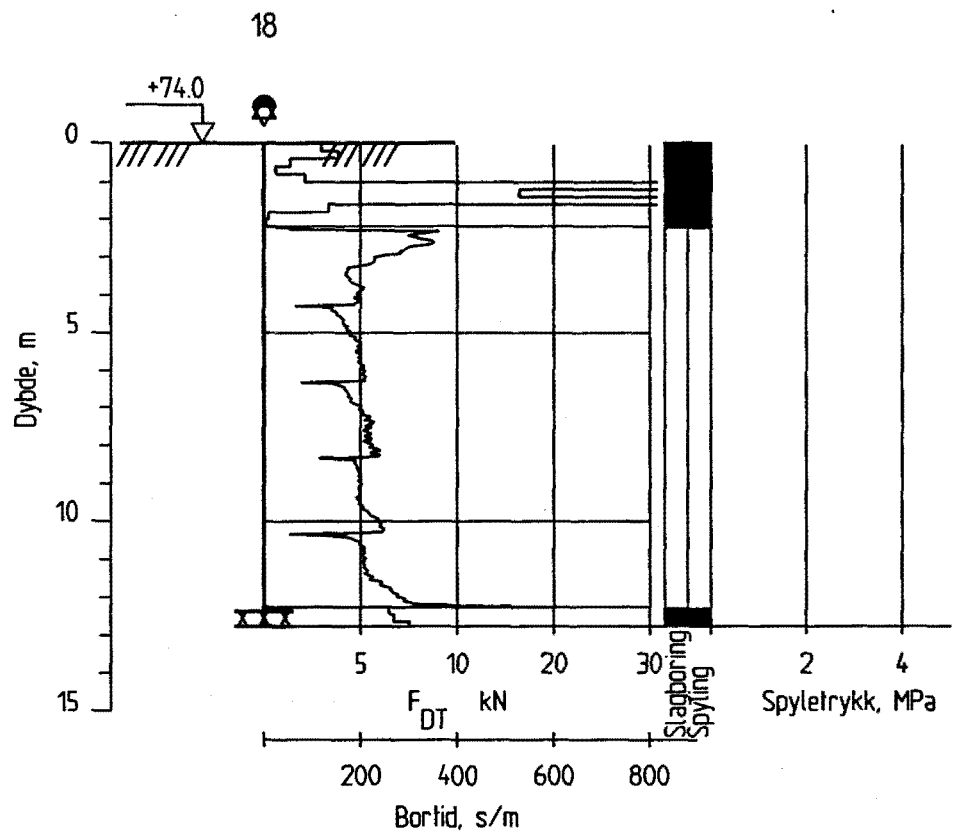 18
+74.0
0
5
10
15
Dybde, m
5 10 20 30
F_DT kN
Slagboring
Spyling
2 4
Spyletrykk, MPa
200 400 600 800
Bortid, s/m